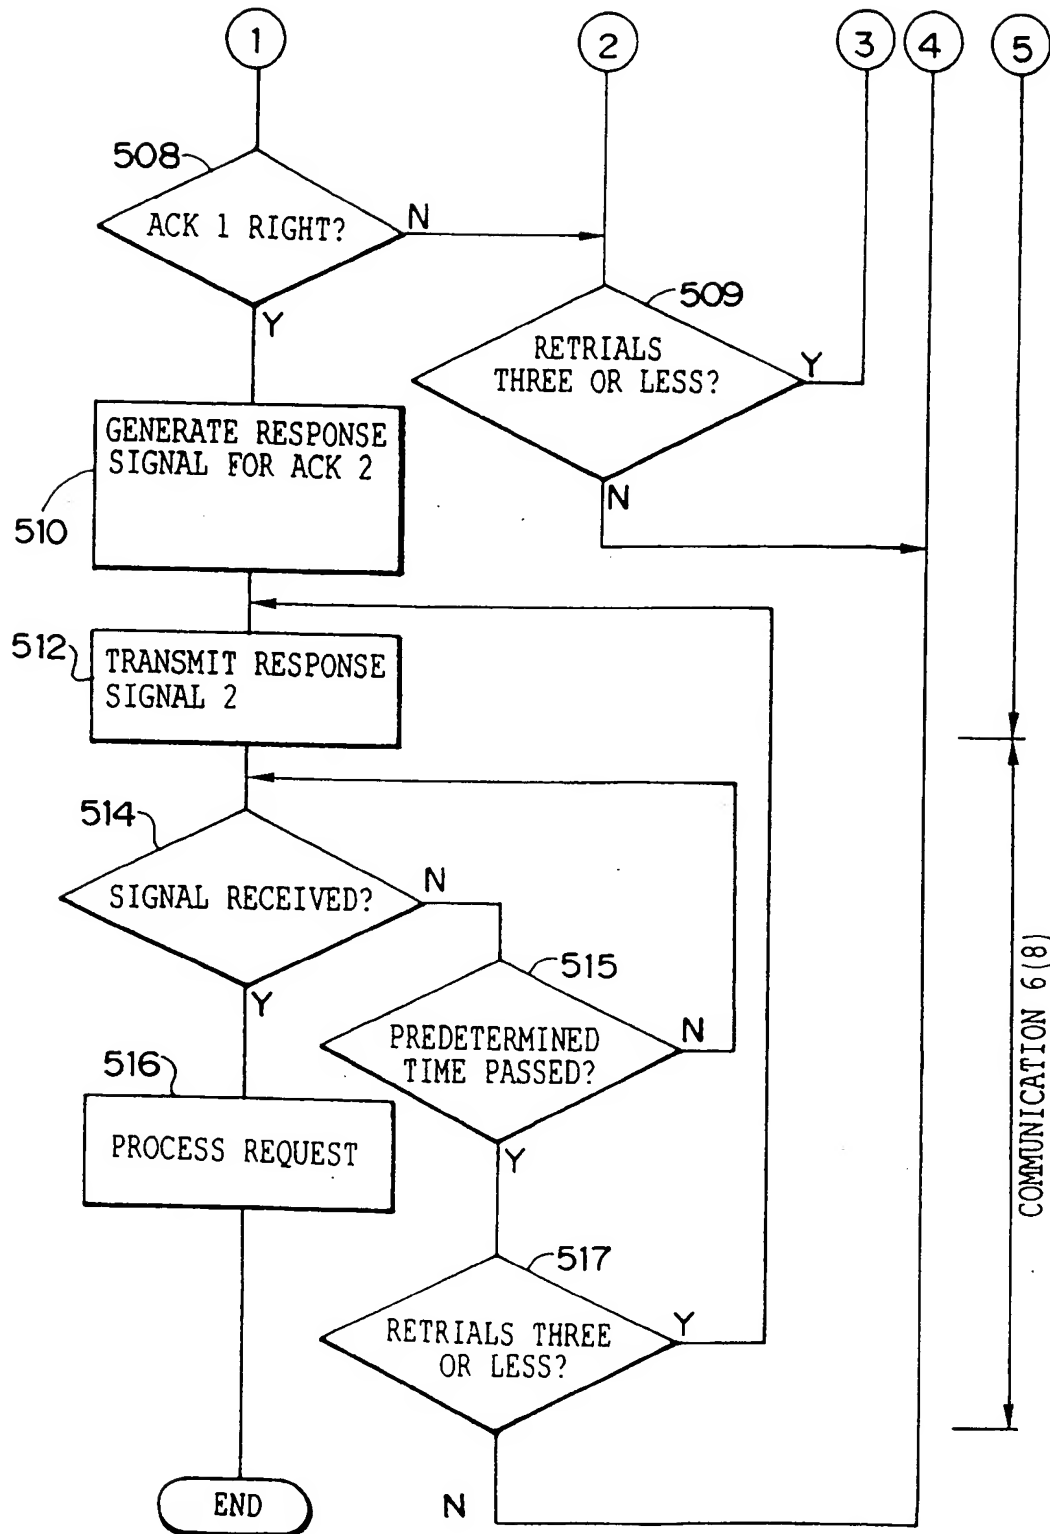 1
2
3
4
5
508
ACK 1 RIGHT?
N
Y
509
RETRIALS
THREE OR LESS?
Y
N
GENERATE RESPONSE
SIGNAL FOR ACK 2
510
512
TRANSMIT RESPONSE
SIGNAL 2
514
SIGNAL RECEIVED?
N
Y
515
PREDETERMINED
TIME PASSED?
N
Y
516
PROCESS REQUEST
517
RETRIALS THREE
OR LESS?
Y
N
END
COMMUNICATION 6(8)